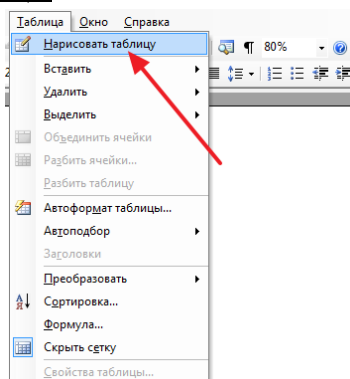 Таблица Окно Справка
Нарисовать таблицу
80%
Вставить
Удалить
Выделить
Объединить ячейки
Разбить ячейки...
Разбить таблицу
Автоформат таблицы...
Автоподбор
Заголовки
Преобразовать
Сортировка...
Формула...
Скрыть сетку
Свойства таблицы...